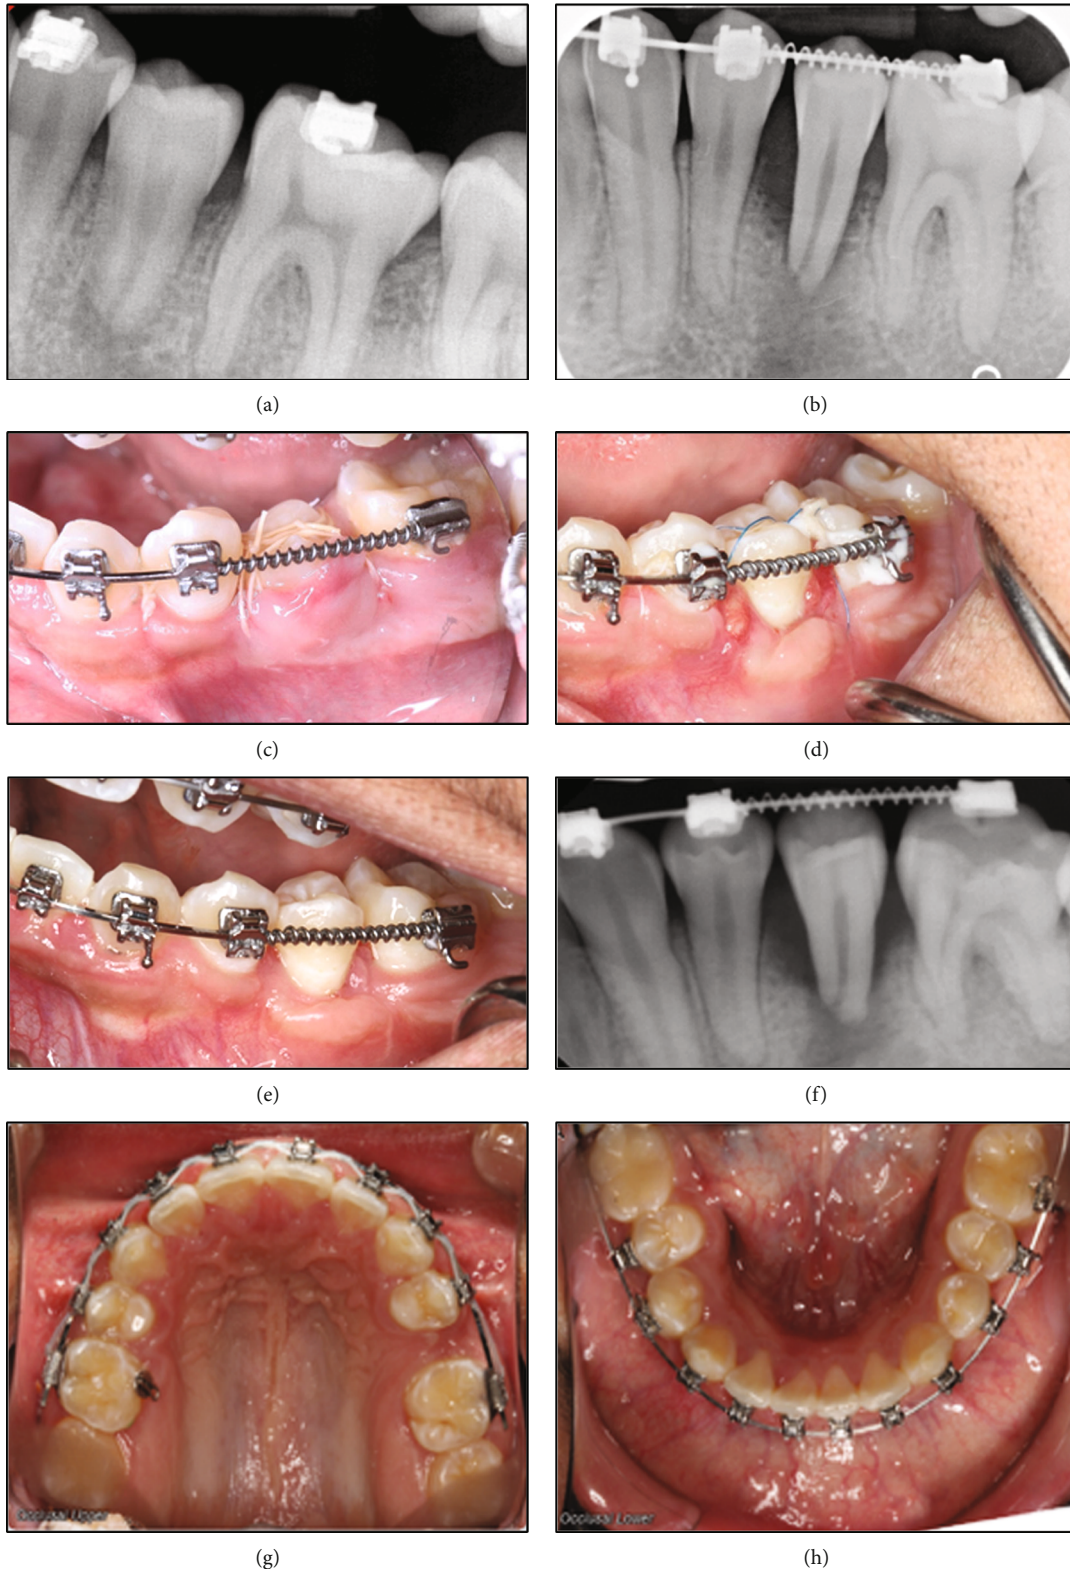 (a)
(b)
(c)
(d)
(e)
(f)
Occlusal Upper
Occlusal Lower
(g)
(h)